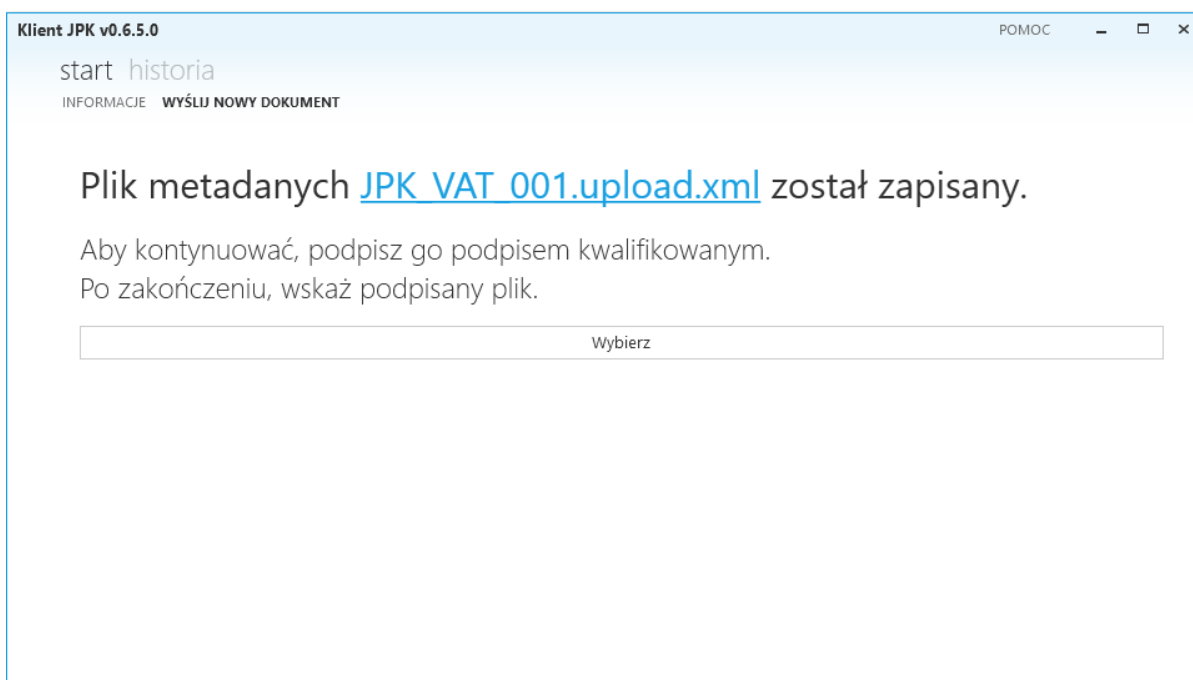 Klient JPK v0.6.5.0 POMOC
start historia
INFORMACJE WYŚLIJ NOWY DOKUMENT
Plik metadanych JPK_VAT_001.upload.xml został zapisany.
Aby kontynuować, podpisz go podpisem kwalifikowanym.
Po zakończeniu, wskaż podpisany plik.
Wybierz